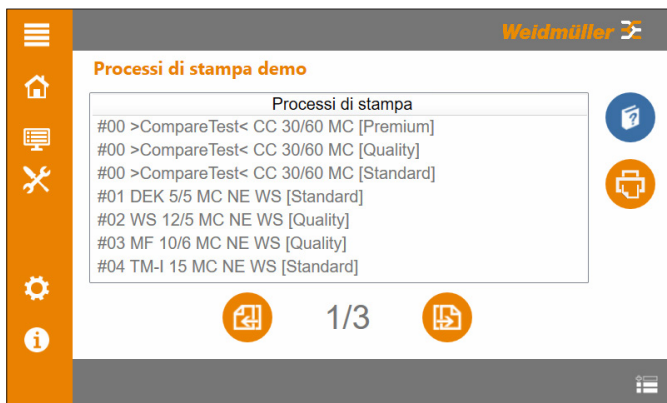 Weidmüller
Processi di stampa demo
Processi di stampa
#00 >CompareTest< CC 30/60 MC [Premium]
#00 >CompareTest< CC 30/60 MC [Quality]
#00 >CompareTest< CC 30/60 MC [Standard]
#01 DEK 5/5 MC NE WS [Standard]
#02 WS 12/5 MC NE WS [Quality]
#03 MF 10/6 MC NE WS [Quality]
#04 TM-I 15 MC NE WS [Standard]
1/3